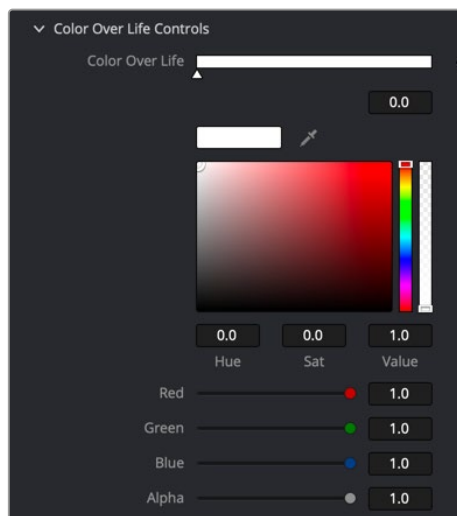 Color Over Life Controls
Color Over Life
0.0
0.0 0.0 1.0
Hue Sat Value
Red 1.0
Green 1.0
Blue 1.0
Alpha 1.0